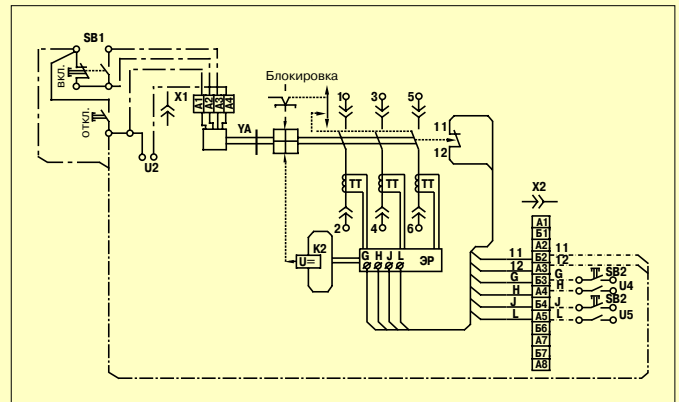 SB1
ВКЛ.
ОТКЛ.
U2
X1
А1
А2
А3
А4
YA
Блокировка
1
3
5
11
12
ТТ
ТТ
ТТ
2
4
6
К2
U=
G H J L
ЭР
X2
А1
Б1
А2
11 Б2 11
12 А3 12
G Б3 G SB2
H А4 H U4
J Б4 J SB2
L А5 L U5
Б6
А7
Б7
А8